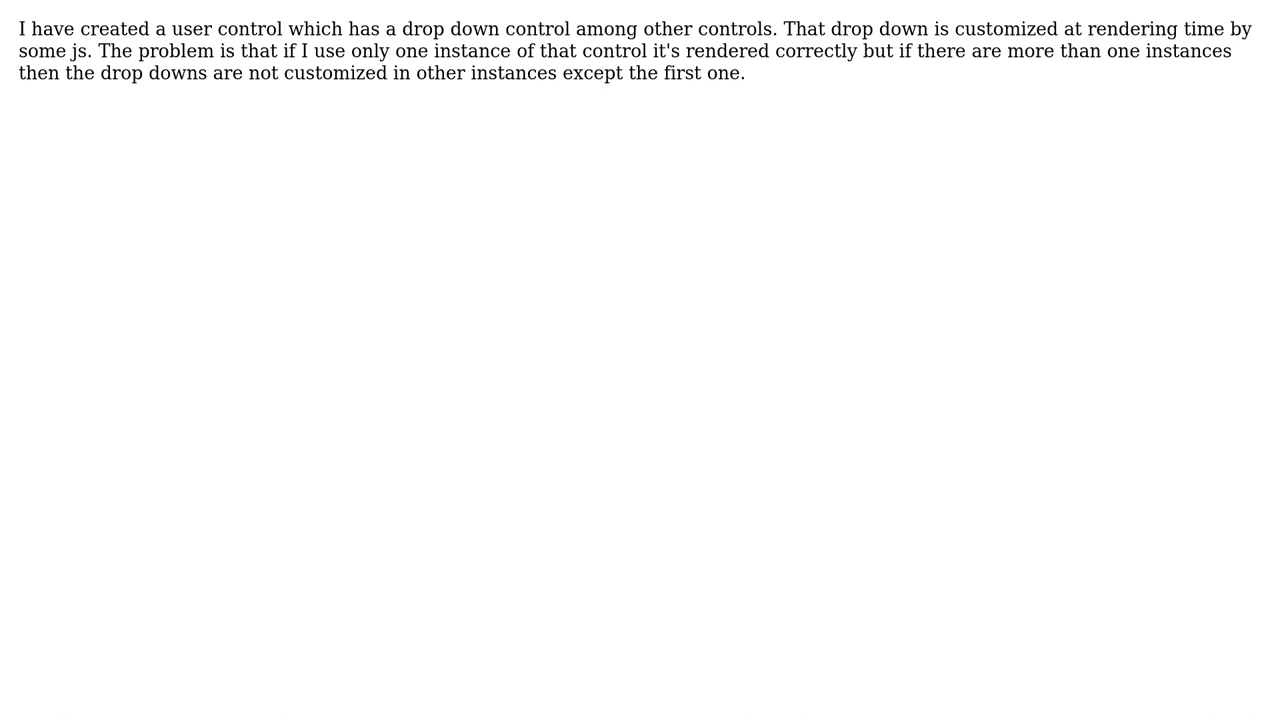 I have created a user control which has a drop down control among other controls. That drop down is customized at rendering time by
some js. The problem is that if I use only one instance of that control it's rendered correctly but if there are more than one instances
then the drop downs are not customized in other instances except the first one.